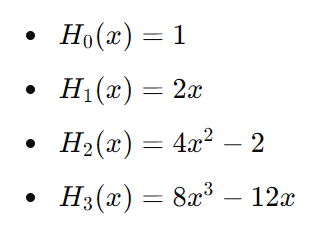 • H₀(x) = 1
• H₁(x) = 2x
• H₂(x) = 4x² − 2
• H₃(x) = 8x³ − 12x